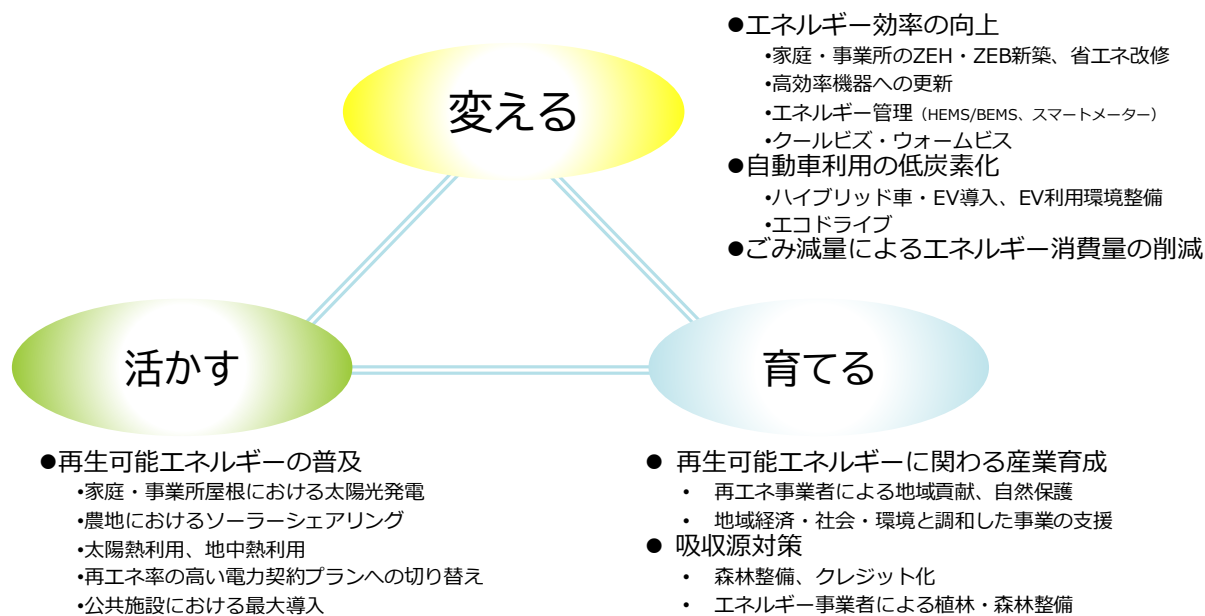 変える
●エネルギー効率の向上
•家庭・事業所のZEH・ZEB新築、省エネ改修
•高効率機器への更新
•エネルギー管理（HEMS/BEMS、スマートメーター）
•クールビズ・ウォームビス
●自動車利用の低炭素化
•ハイブリッド車・EV導入、EV利用環境整備
•エコドライブ
●ごみ減量によるエネルギー消費量の削減
活かす
●再生可能エネルギーの普及
•家庭・事業所屋根における太陽光発電
•農地におけるソーラーシェアリング
•太陽熱利用、地中熱利用
•再エネ率の高い電力契約プランへの切り替え
•公共施設における最大導入
育てる
● 再生可能エネルギーに関わる産業育成
• 再エネ事業者による地域貢献、自然保護
• 地域経済・社会・環境と調和した事業の支援
● 吸収源対策
• 森林整備、クレジット化
• エネルギー事業者による植林・森林整備